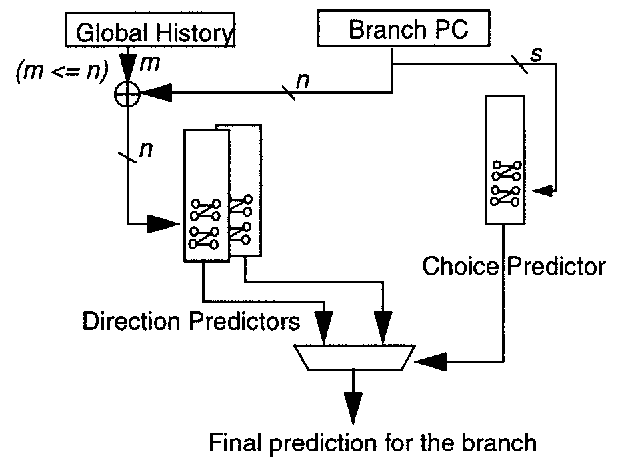 Global History
Branch PC
(m <= n)
m
n
s
n
Choice Predictor
Direction Predictors
Final prediction for the branch